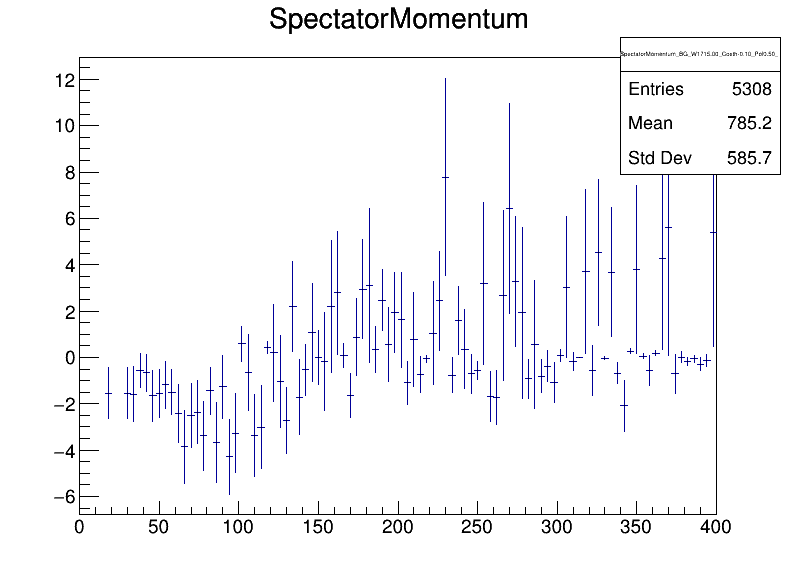 SpectatorMomentum
SpectatorMomentum_BG_W1715.00_Costh-0.10_Pol0.50_
Entries 5308
Mean 785.2
Std Dev 585.7
12
10
8
6
4
2
0
−2
−4
−6
0 50 100 150 200 250 300 350 400